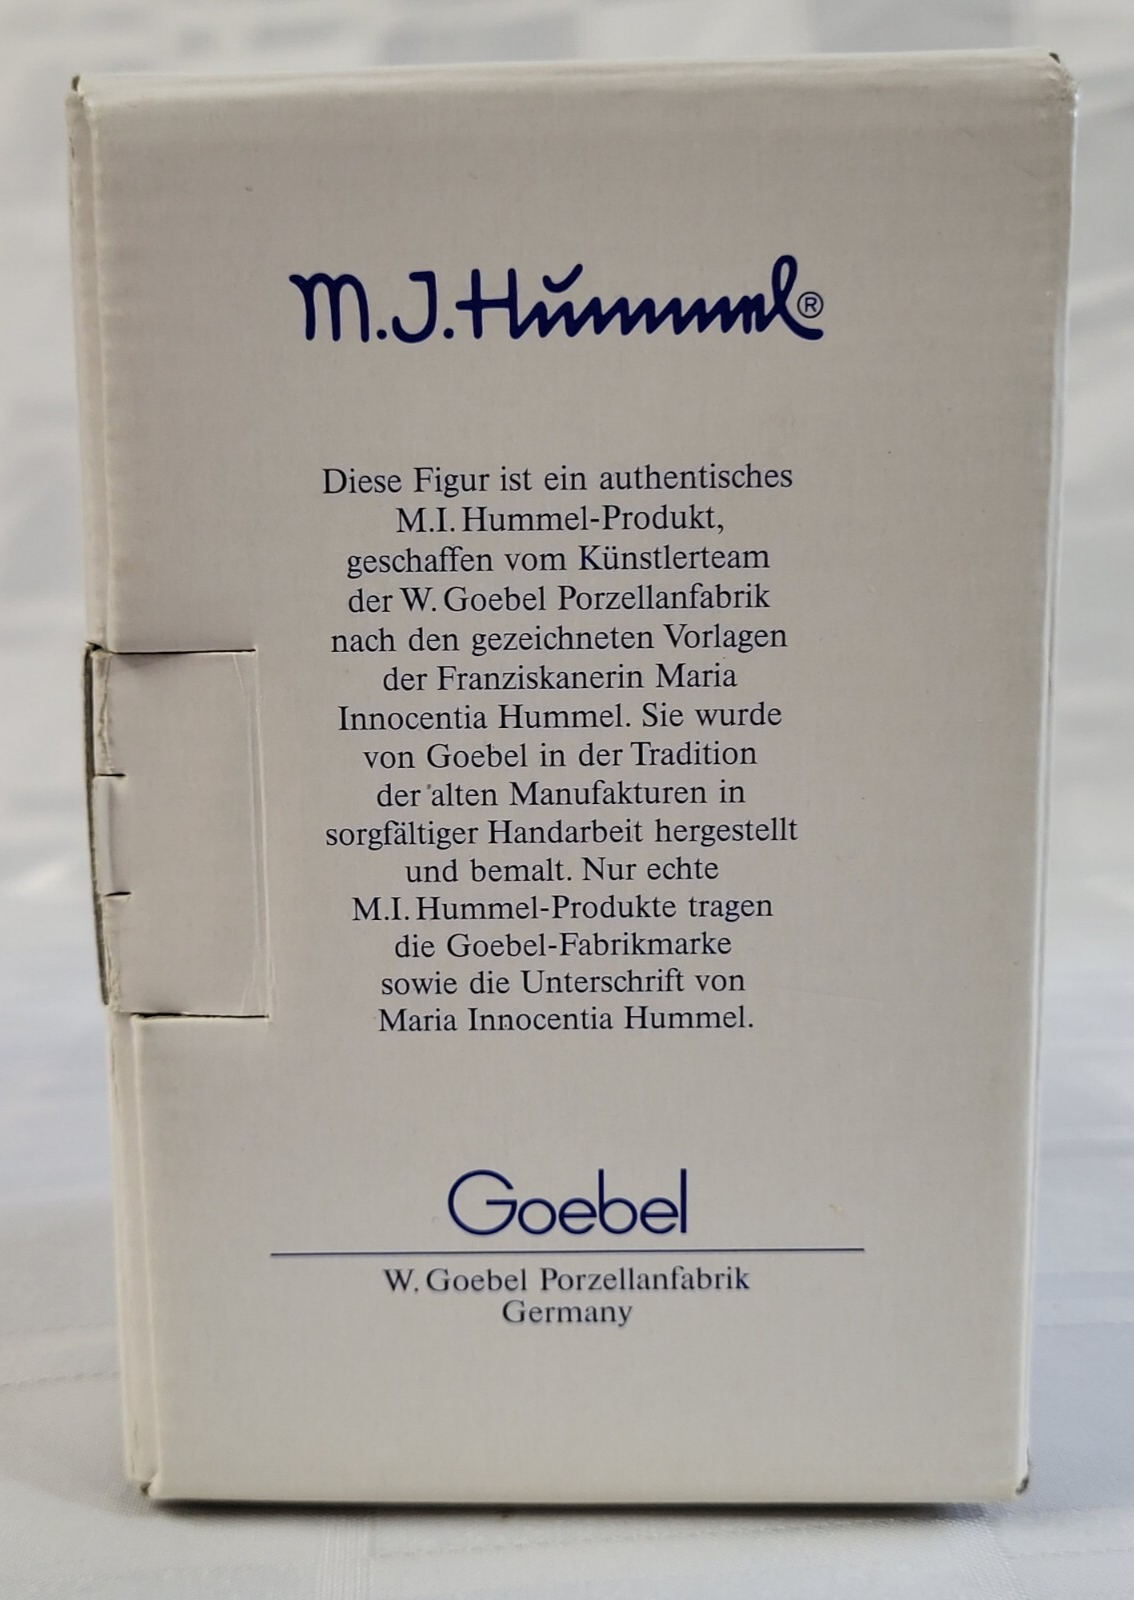 M.J. Hummel®
Diese Figur ist ein authentisches
M.I. Hummel-Produkt,
geschaffen vom Künstlerteam
der W. Goebel Porzellanfabrik
nach den gezeichneten Vorlagen
der Franziskanerin Maria
Innocentia Hummel. Sie wurde
von Goebel in der Tradition
der alten Manufakturen in
sorgfältiger Handarbeit hergestellt
und bemalt. Nur echte
M.I. Hummel-Produkte tragen
die Goebel-Fabrikmarke
sowie die Unterschrift von
Maria Innocentia Hummel.
Goebel
W. Goebel Porzellanfabrik
Germany